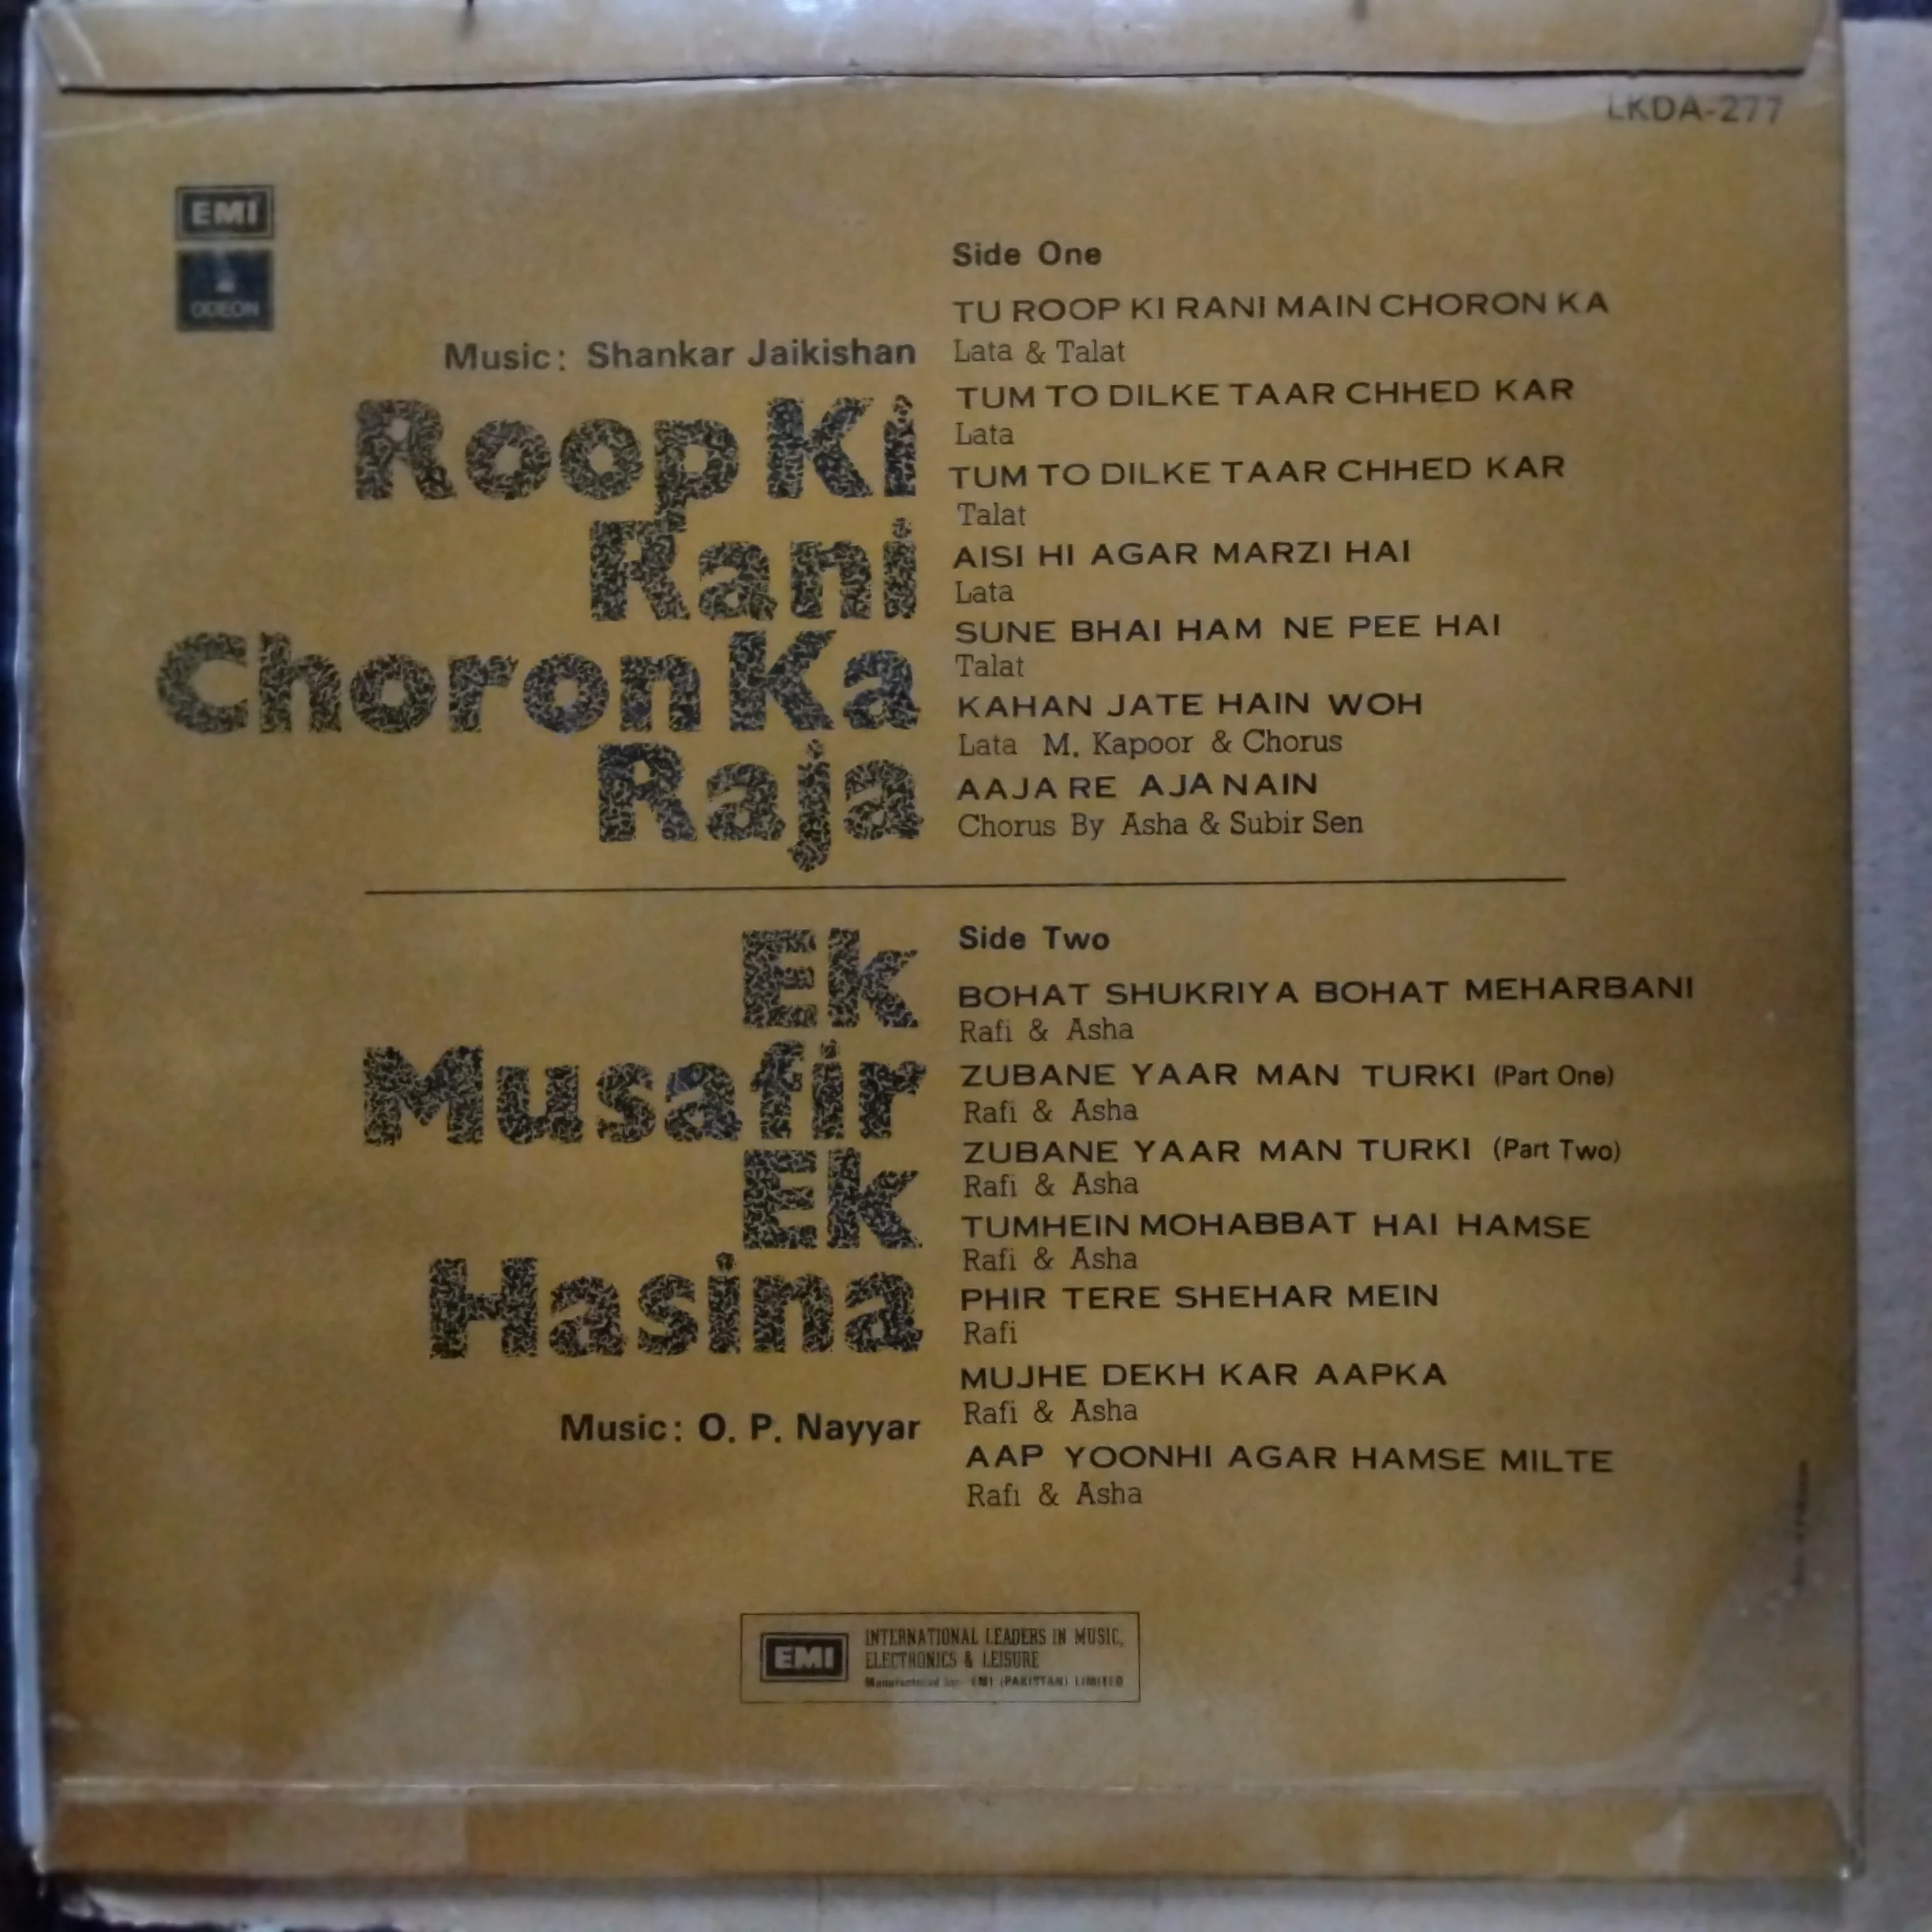 LKDA-277
EMI
ODEON
Music: Shankar Jaikishan
Roop Ki
Rani
Choron Ka
Raja
Side One
TU ROOP KI RANI MAIN CHORON KA
Lata & Talat
TUM TO DILKE TAAR CHHED KAR
Lata
TUM TO DILKE TAAR CHHED KAR
Talat
AISI HI AGAR MARZI HAI
Lata
SUNE BHAI HAM NE PEE HAI
Talat
KAHAN JATE HAIN WOH
Lata M. Kapoor & Chorus
AAJA RE AJA NAIN
Chorus By Asha & Subir Sen
Ek
Musafir
Ek
Hasina
Music: O. P. Nayyar
Side Two
BOHAT SHUKRIYA BOHAT MEHARBANI
Rafi & Asha
ZUBANE YAAR MAN TURKI (Part One)
Rafi & Asha
ZUBANE YAAR MAN TURKI (Part Two)
Rafi & Asha
TUMHEIN MOHABBAT HAI HAMSE
Rafi & Asha
PHIR TERE SHEHAR MEIN
Rafi
MUJHE DEKH KAR AAPKA
Rafi & Asha
AAP YOONHI AGAR HAMSE MILTE
Rafi & Asha
EMI
INTERNATIONAL LEADERS IN MUSIC,
ELECTRONICS & LEISURE
Manufactured by: EMI (PAKISTAN) LIMITED